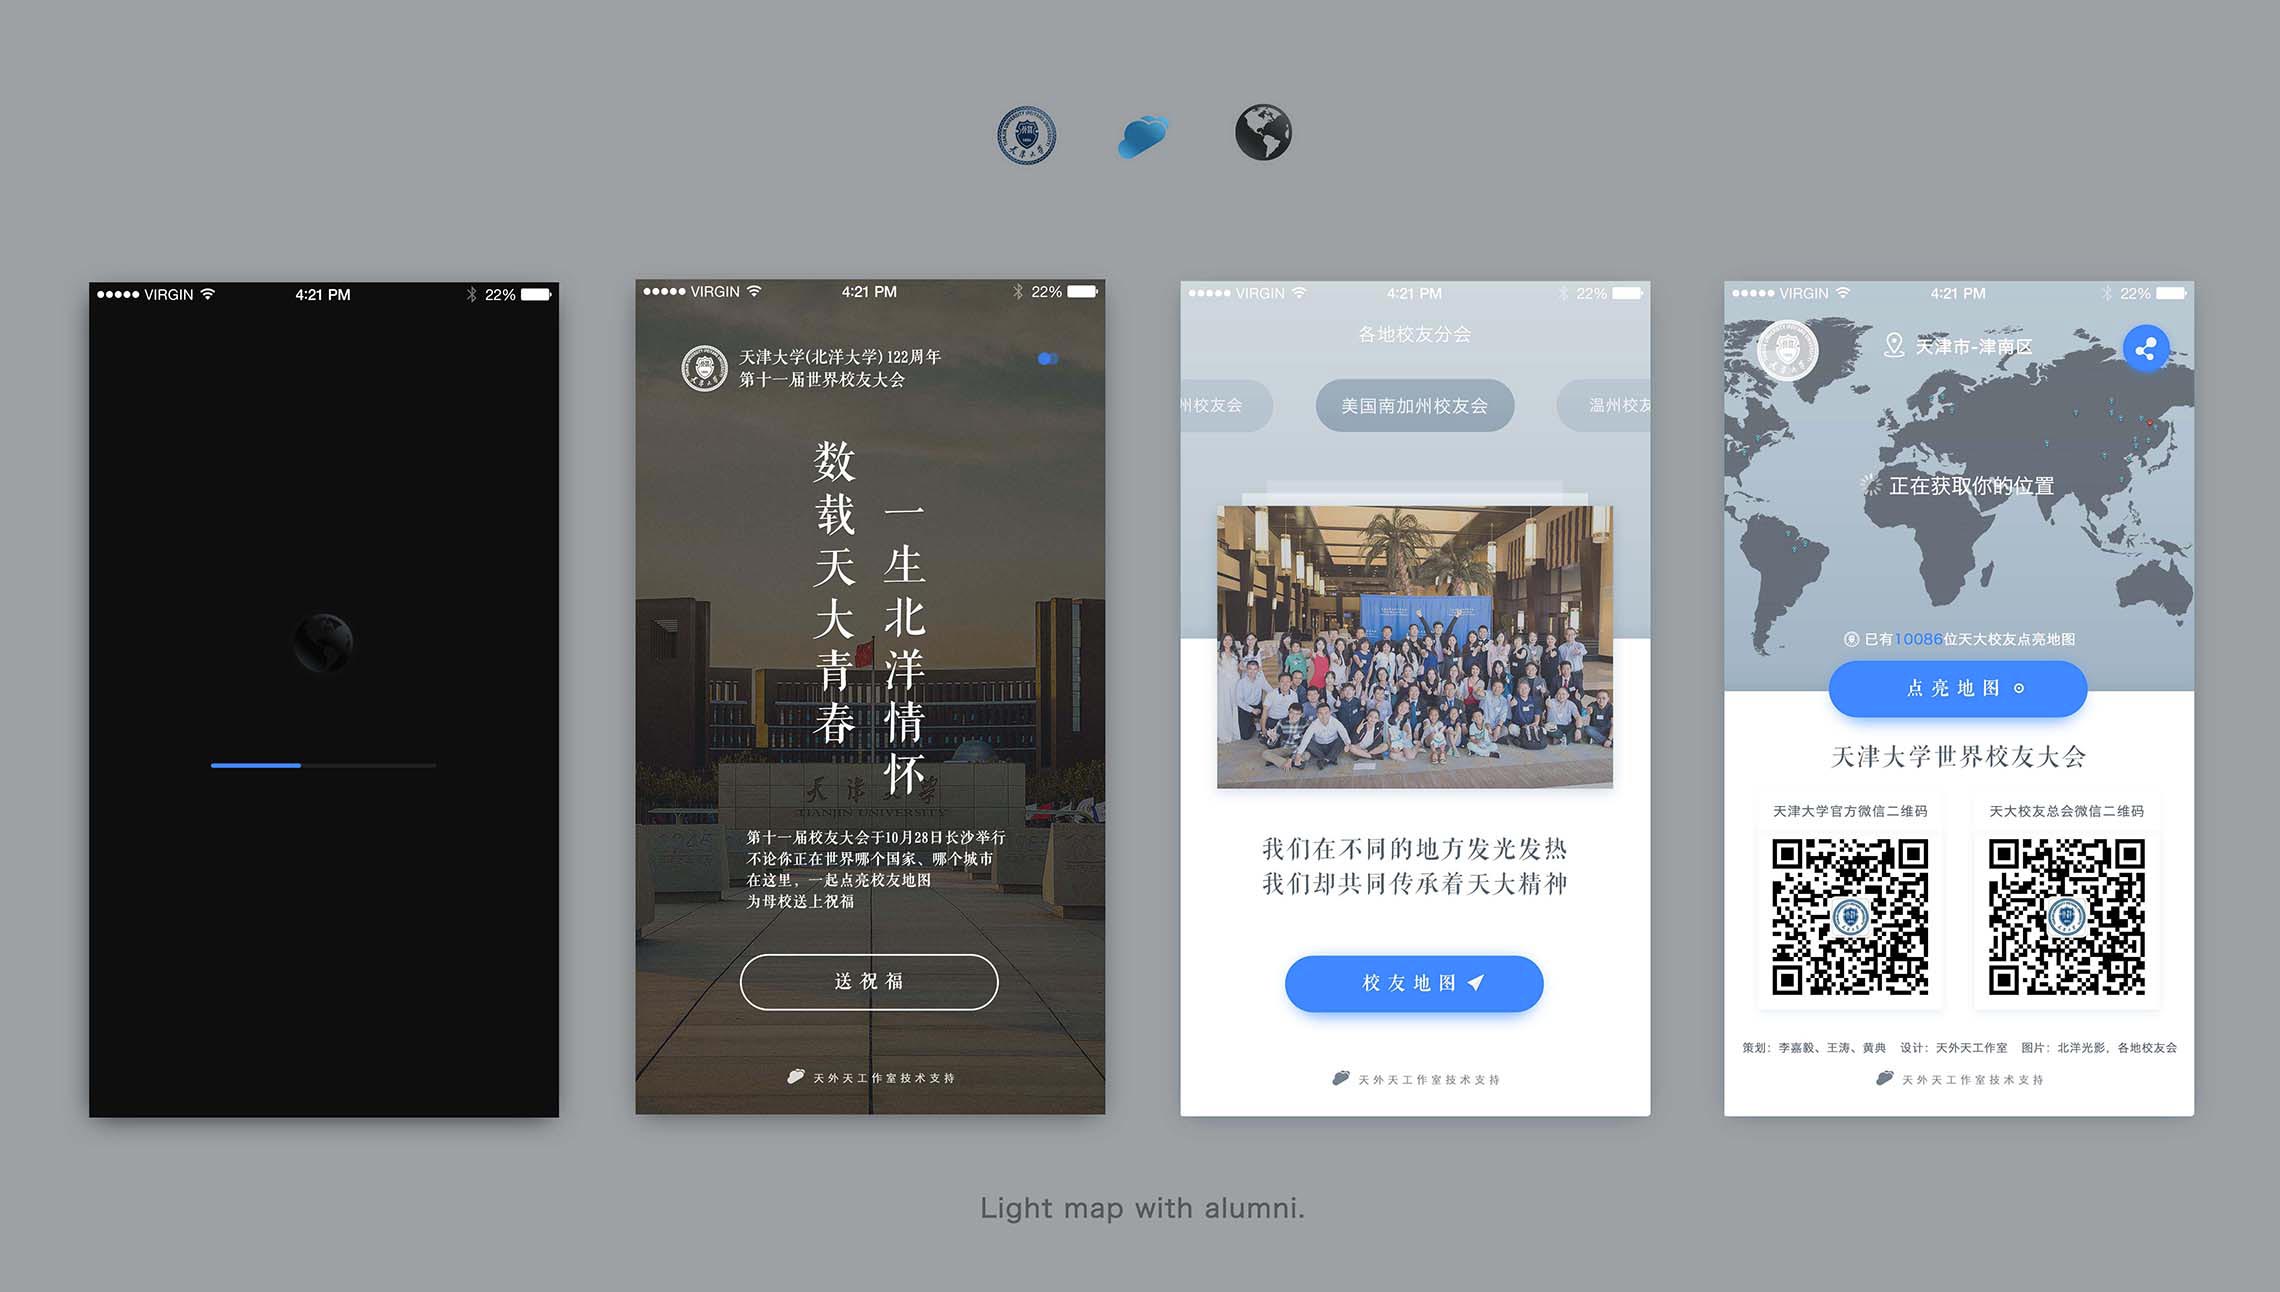 TIANJIN UNIVERSITY (PEIYANG UNIVERSITY)
天津大学
VIRGIN 4:21 PM 22%
VIRGIN 4:21 PM 22%
天津大学(北洋大学) 122周年
第十一届世界校友大会
数载天大青春
一生北洋情怀
天津大学
TIANJIN UNIVERSITY
第十一届校友大会于10月28日长沙举行
不论你正在世界哪个国家、哪个城市
在这里，一起点亮校友地图
为母校送上祝福
送祝福
天外天工作室技术支持
VIRGIN 4:21 PM 22%
各地校友分会
州校友会
美国南加州校友会
温州校友
我们在不同的地方发光发热
我们却共同传承着天大精神
校友地图
天外天工作室技术支持
VIRGIN 4:21 PM 22%
天津市-津南区
正在获取你的位置
已有10086位天大校友点亮地图
点亮地图
天津大学世界校友大会
天津大学官方微信二维码
天大校友总会微信二维码
策划：李嘉毅、王涛、黄典 设计：天外天工作室 图片：北洋光影，各地校友会
天外天工作室技术支持
Light map with alumni.